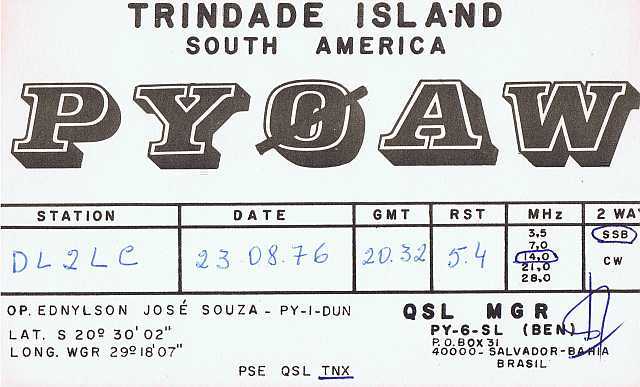 TRINDADE ISLAND
SOUTH AMERICA
PYØAW
STATION DATE GMT RST MHz 2 WAY
DL2LC 23.08.76 20.32 5.4
3,5
7,0
14,0
21,0
28,0
SSB
CW
OP. EDNYLSON JOSÉ SOUZA - PY-1-DUN
LAT. S 20º 30' 02"
LONG. WGR 29º 18' 07"
PSE QSL TNX
QSL MGR
PY-6-SL (BEN)
P.O.BOX 31
40000-SALVADOR-BAHIA
BRASIL